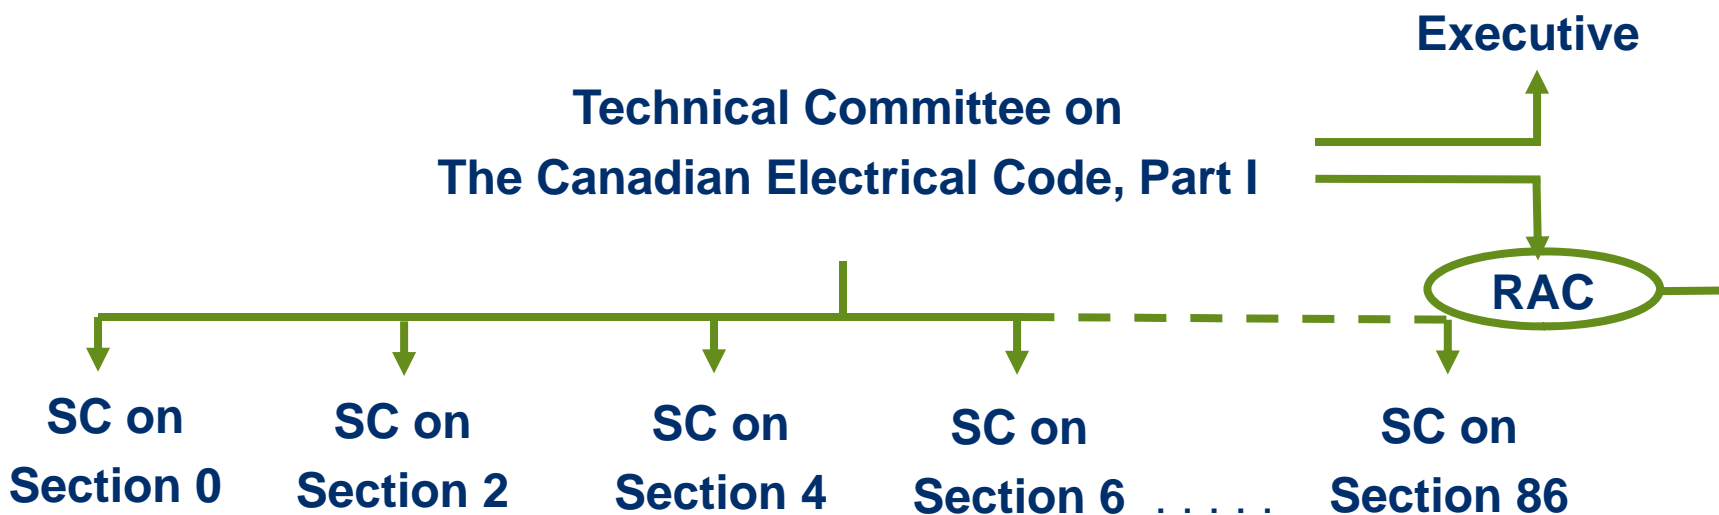 Executive
Technical Committee on
The Canadian Electrical Code, Part I
RAC
SC on
Section 0
SC on
Section 2
SC on
Section 4
SC on
Section 6 . . . . .
SC on
Section 86